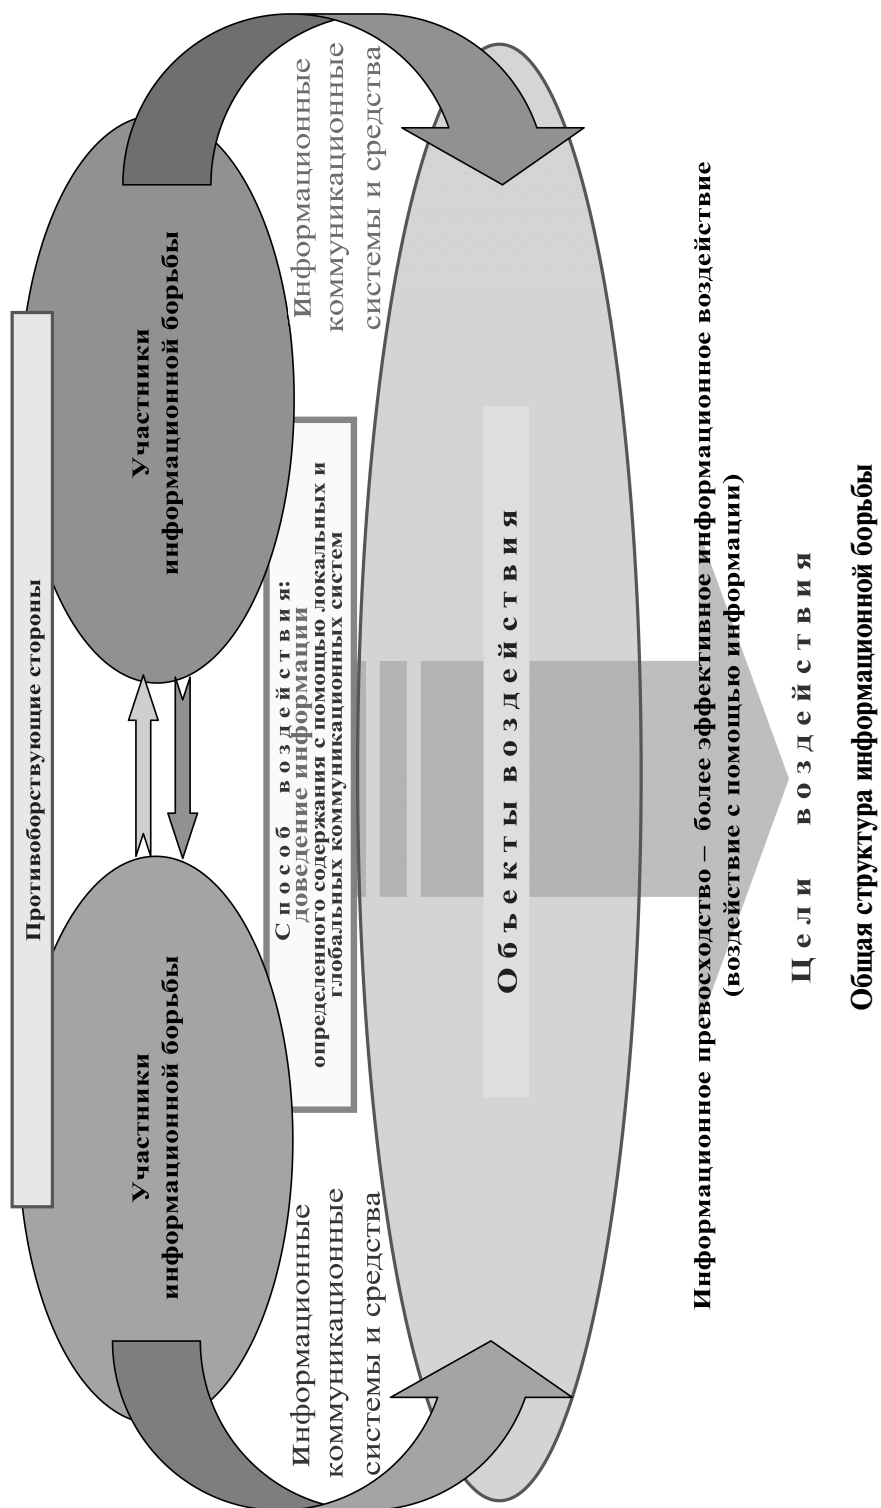 Противоборствующие стороны
Участники
информационной борьбы
Участники
информационной борьбы
Способ воздействия:
доведение информации
определенного содержания с помощью локальных и
глобальных коммуникационных систем
Информационные
коммуникационные
системы и средства
Информационные
коммуникационные
системы и средства
Объекты воздействия
Информационное превосходство – более эффективное информационное воздействие
(воздействие с помощью информации)
Цели воздействия
Общая структура информационной борьбы